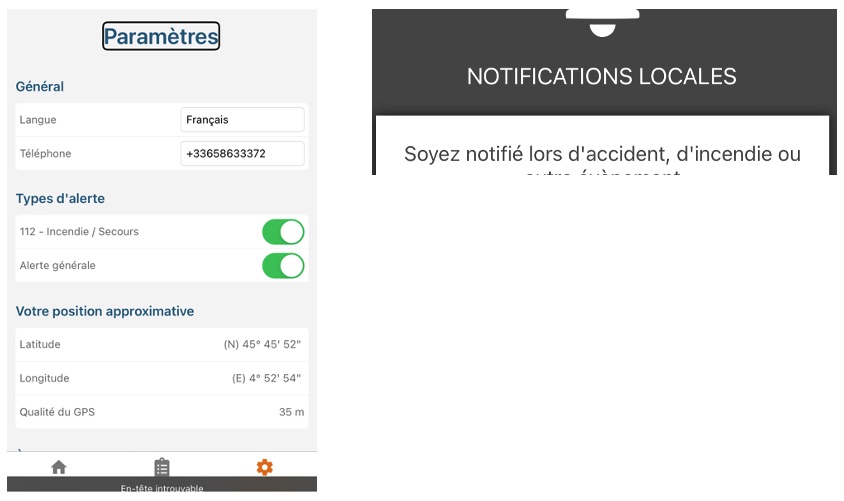 Paramètres
Général
Langue
Français
Téléphone
+33658633372
Types d'alerte
112 - Incendie / Secours
Alerte générale
Votre position approximative
Latitude
(N) 45° 45' 52"
Longitude
(E) 4° 52' 54"
Qualité du GPS
35 m
En-tête introuvable
NOTIFICATIONS LOCALES
Soyez notifié lors d'accident, d'incendie ou
autre évènement